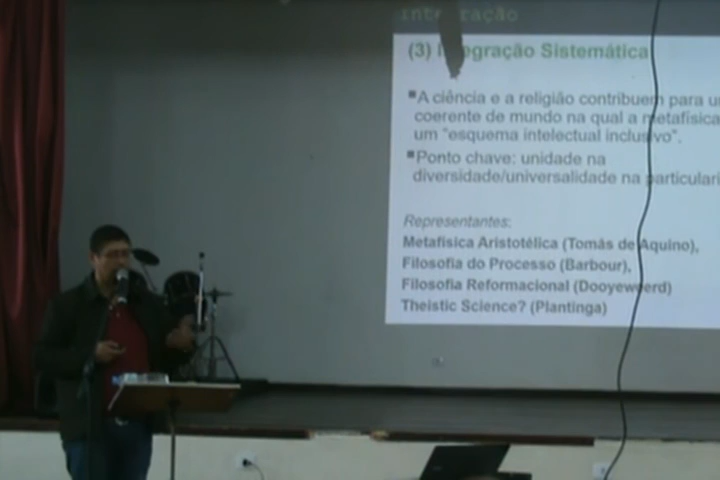 Integração
(3) Integração Sistemática
A ciência e a religião contribuem para
coerente de mundo na qual a metafísica
um "esquema intelectual inclusivo".
Ponto chave: unidade na
diversidade/universalidade na
Representantes:
Metafísica Aristotélica (Tomás de Aquino),
Filosofia do Processo (Barbour),
Filosofia Reformacional (Dooyeweerd)
Theistic Science? (Plantinga)